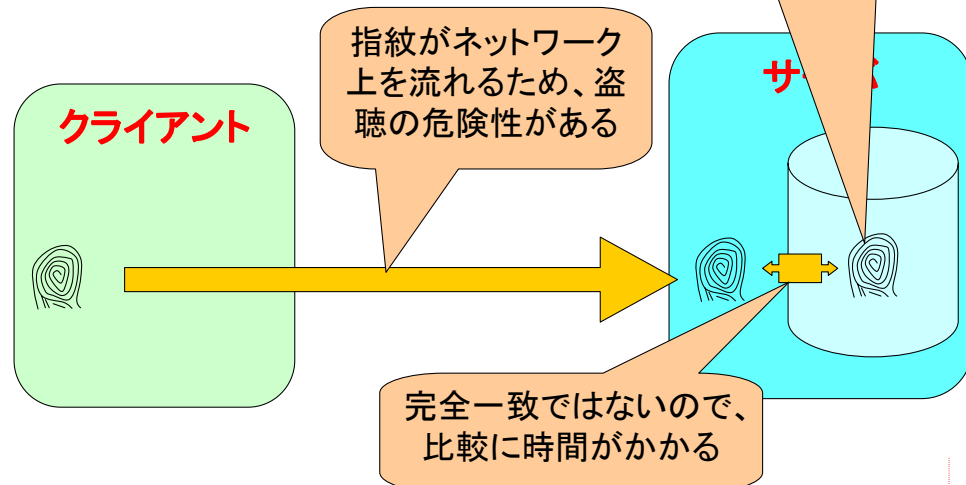 指紋がネットワーク
上を流れるため、盗
聴の危険性がある
クライアント
完全一致ではないので、
比較に時間がかかる